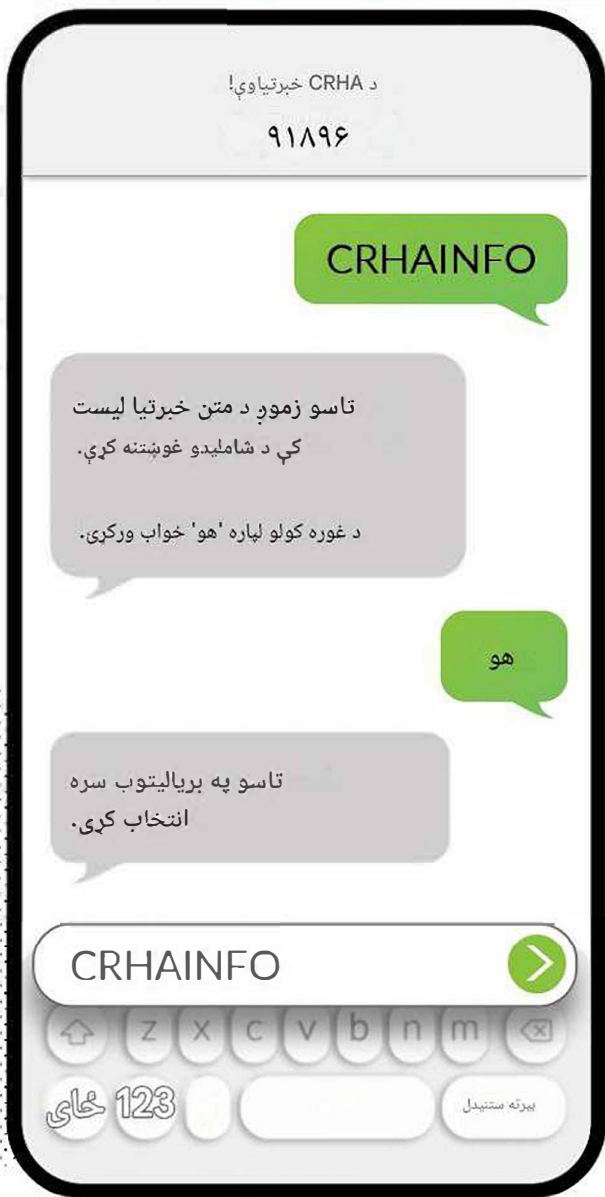 د CRHA خبرتیاوې!
۹۱۸۹۶
CRHAINFO
تاسو زموږ د متن خبرتیا لیست
کې د شاملیدو غوښتنه کړې.
د غوره کولو لپاره 'هو' ځواب ورکړئ.
هو
تاسو په بریالیتوب سره
انتخاب کړی.
CRHAINFO
z x c v b n m
ځای 123
بیرته ستنیدل